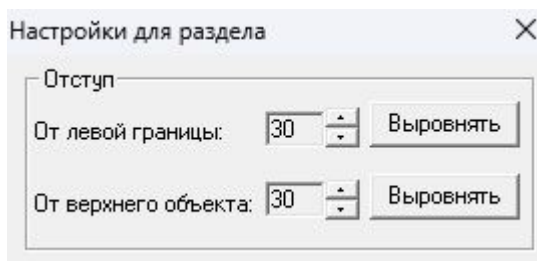 Настройки для раздела
Отступ
От левой границы: 30 Выровнять
От верхнего объекта: 30 Выровнять